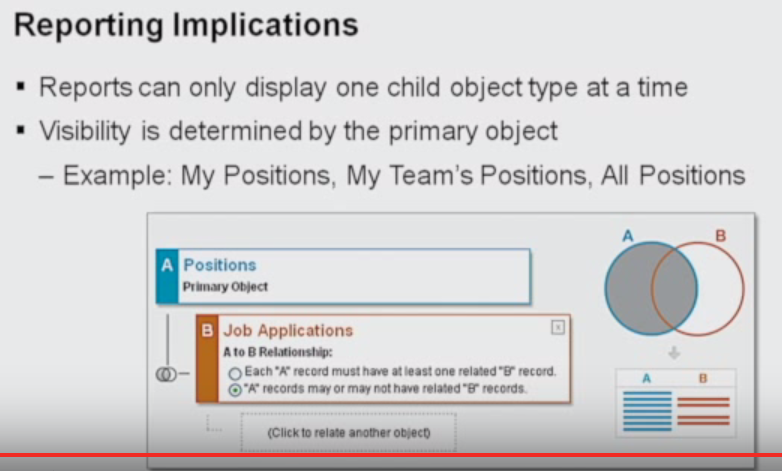 Reporting Implications
Reports can only display one child object type at a time
Visibility is determined by the primary object
– Example: My Positions, My Team's Positions, All Positions
A Positions
Primary Object
B Job Applications
x
A to B Relationship:
Each "A" record must have at least one related "B" record.
"A" records may or may not have related "B" records.
(Click to relate another object)
A B
A B